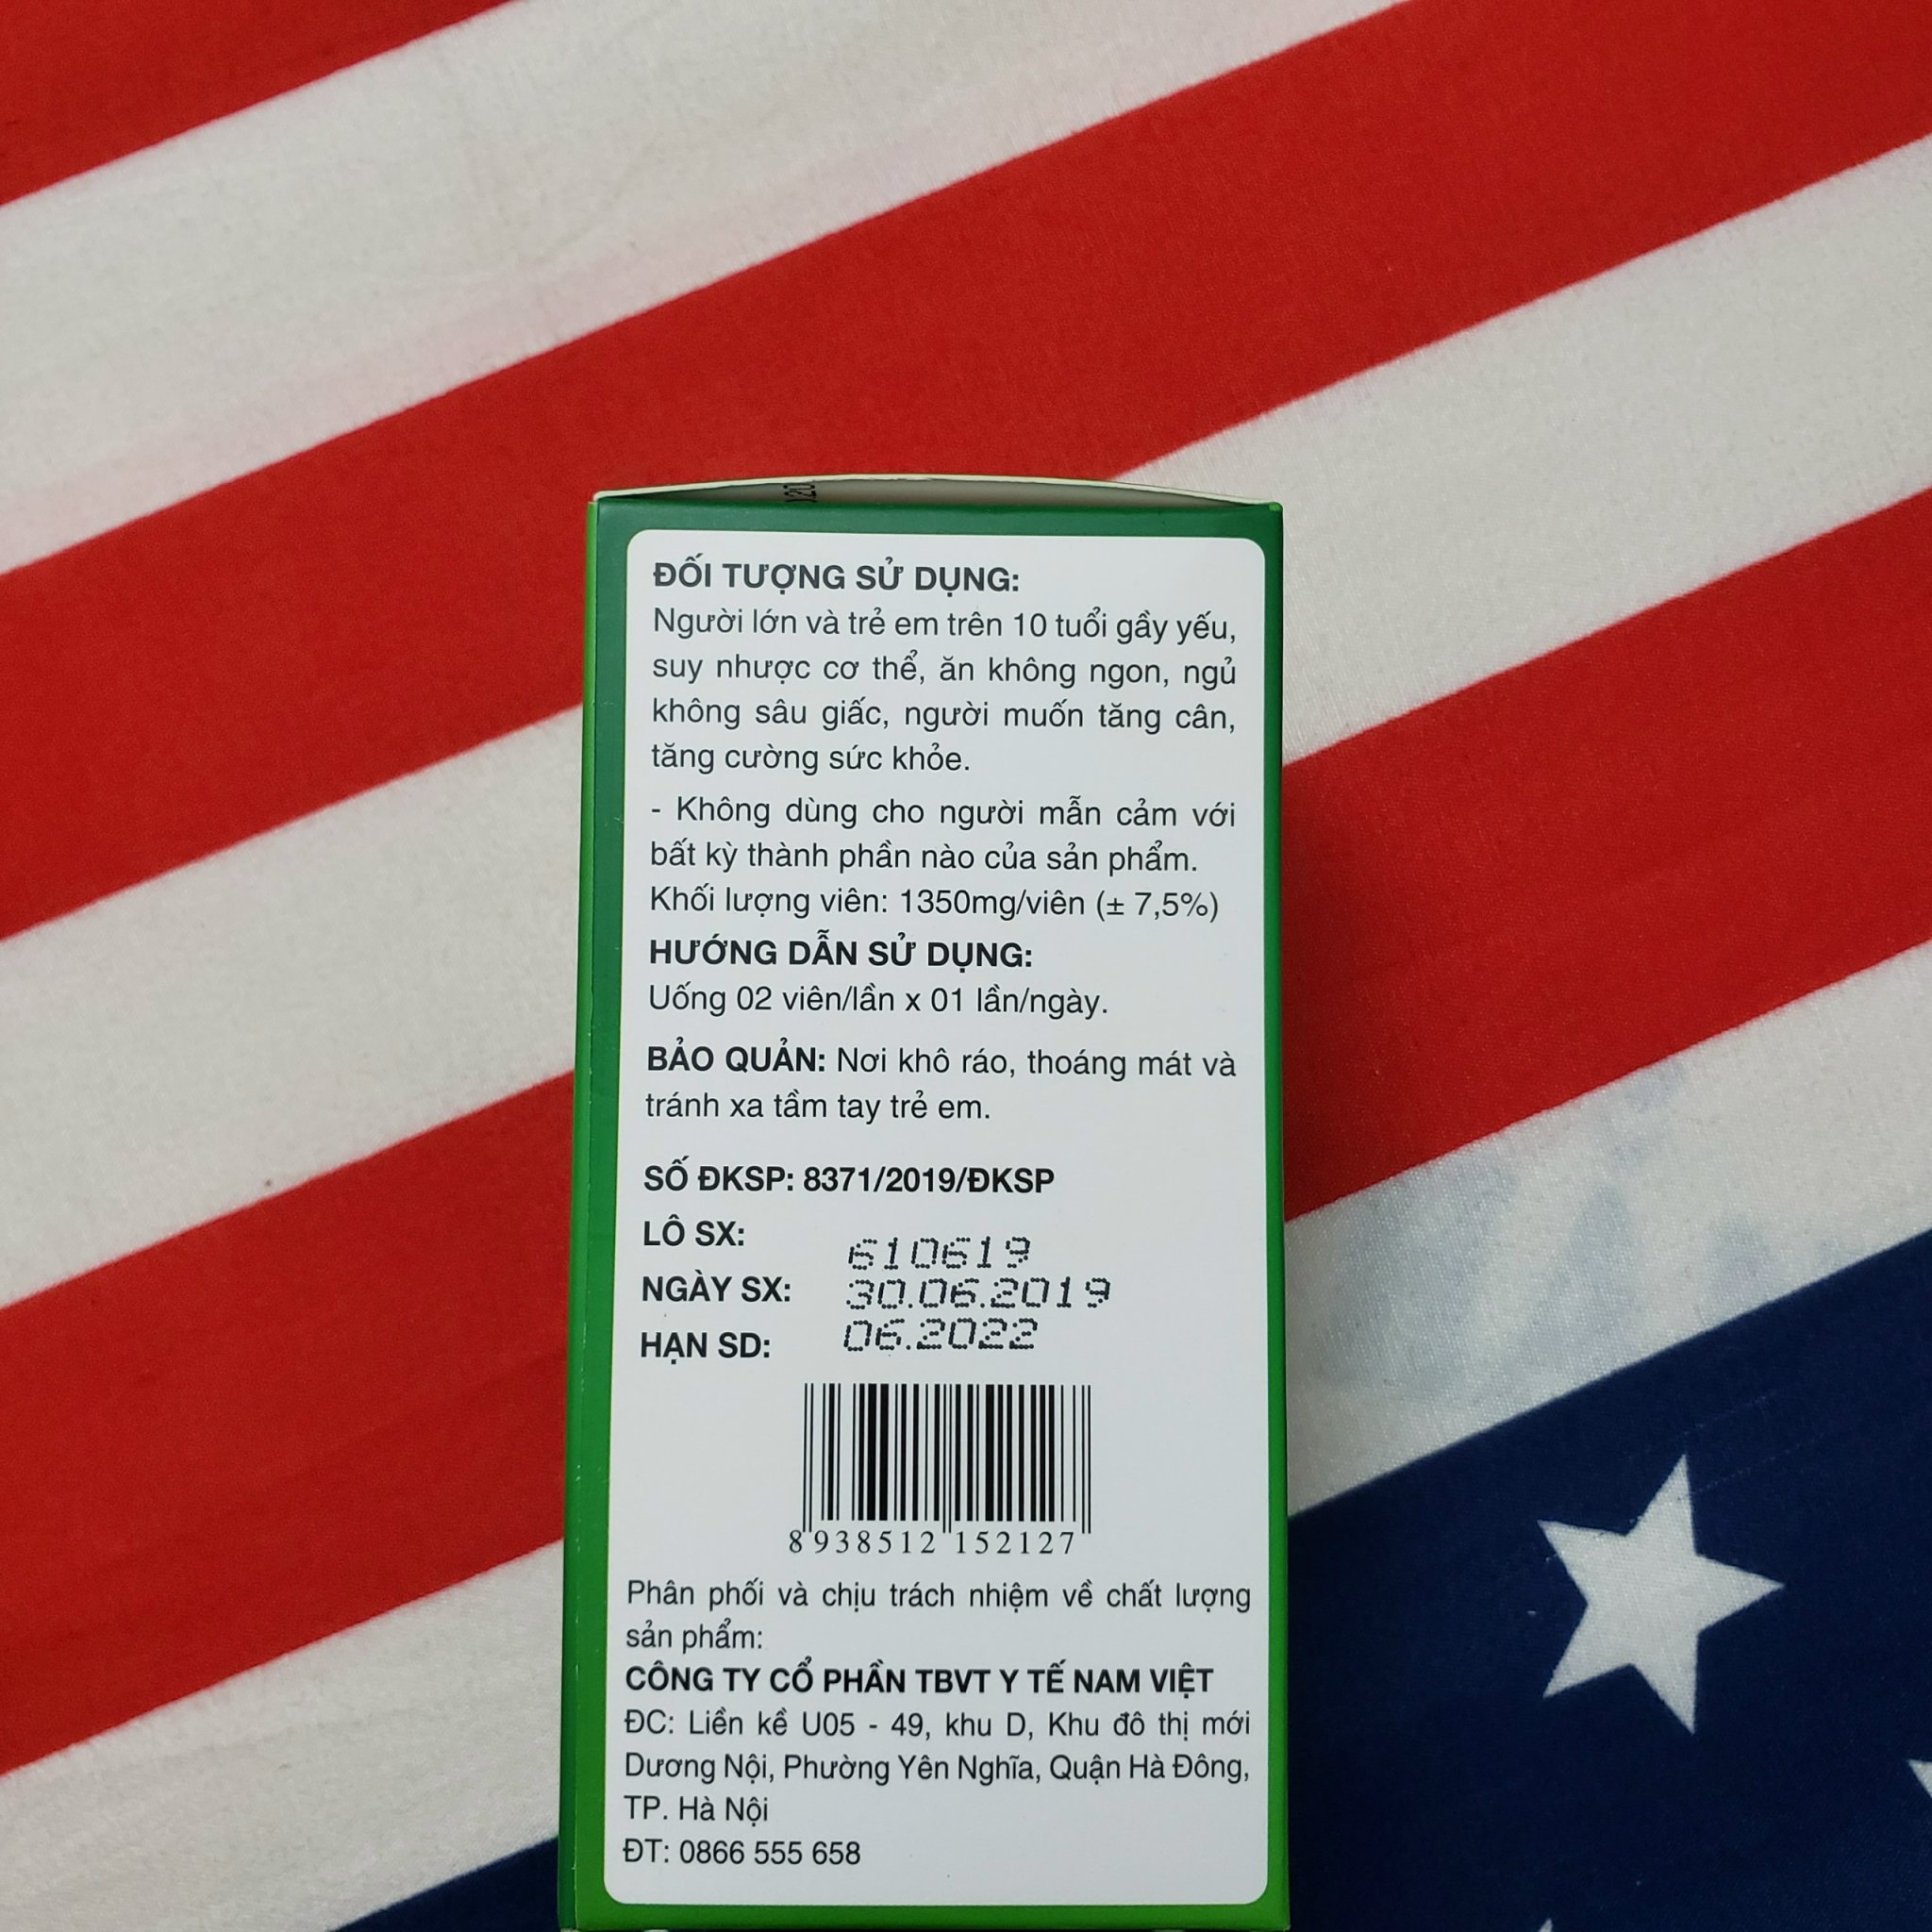 ĐỐI TƯỢNG SỬ DỤNG:
Người lớn và trẻ em trên 10 tuổi gầy yếu,
suy nhược cơ thể, ăn không ngon, ngủ
không sâu giấc, người muốn tăng cân,
tăng cường sức khỏe.
- Không dùng cho người mẫn cảm với
bất kỳ thành phần nào của sản phẩm.
Khối lượng viên: 1350mg/viên (± 7,5%)
HƯỚNG DẪN SỬ DỤNG:
Uống 02 viên/lần x 01 lần/ngày.
BẢO QUẢN: Nơi khô ráo, thoáng mát và
tránh xa tầm tay trẻ em.
SỐ ĐKSP: 8371/2019/ĐKSP
LÔ SX: 610619
NGÀY SX: 30.06.2019
HẠN SD: 06.2022
8 938512 152127
Phân phối và chịu trách nhiệm về chất lượng
sản phẩm:
CÔNG TY CỔ PHẦN TBVT Y TẾ NAM VIỆT
ĐC: Liền kề U05 - 49, khu D, Khu đô thị mới
Dương Nội, Phường Yên Nghĩa, Quận Hà Đông,
TP. Hà Nội
ĐT: 0866 555 658